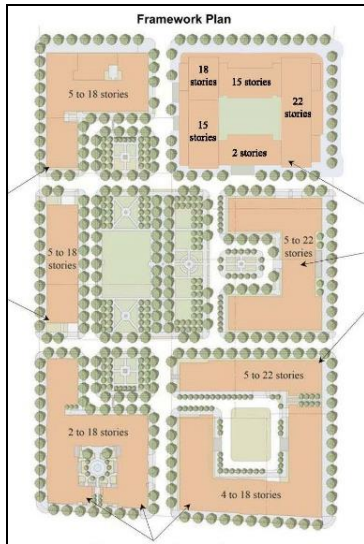 Framework Plan
5 to 18 stories
18
stories
15 stories
22
stories
15
stories
2 stories
5 to 18
stories
5 to 22
stories
5 to 22 stories
2 to 18 stories
4 to 18 stories